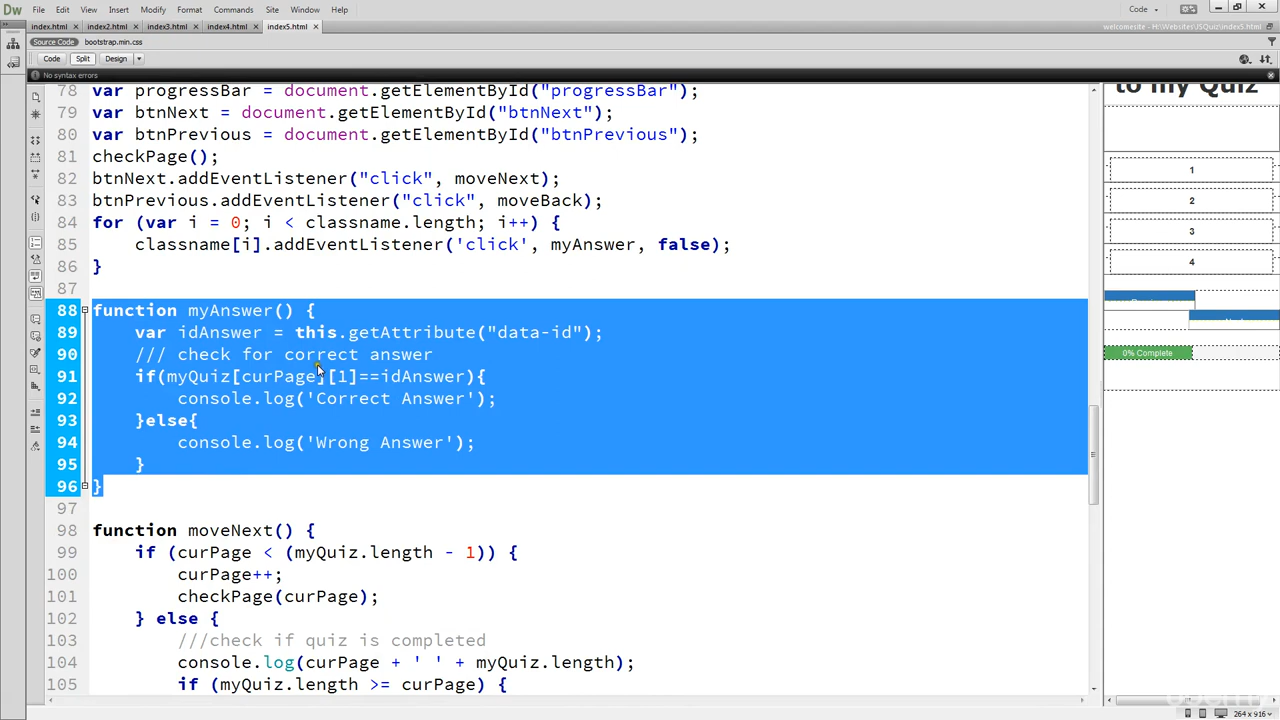 Dw File Edit View Insert Modify Format Commands Site Window Help Code
index.html index2.html index3.html index4.html index5.html
welcomesite - H:\Websites\JSQuiz\index5.html
Source Code bootstrap.min.css
Code Split Design
No syntax errors
78 var progressBar = document.getElementById("progressBar");
79 var btnNext = document.getElementById("btnNext");
80 var btnPrevious = document.getElementById("btnPrevious");
81 checkPage();
82 btnNext.addEventListener("click", moveNext);
83 btnPrevious.addEventListener("click", moveBack);
84 for (var i = 0; i < classname.length; i++) {
85 classname[i].addEventListener('click', myAnswer, false);
86 }
87
88 function myAnswer() {
89 var idAnswer = this.getAttribute("data-id");
90 /// check for correct answer
91 if(myQuiz[curPage][1]==idAnswer){
92 console.log('Correct Answer');
93 }else{
94 console.log('Wrong Answer');
95 }
96 }
97
98 function moveNext() {
99 if (curPage < (myQuiz.length - 1)) {
100 curPage++;
101 checkPage(curPage);
102 } else {
103 ///check if quiz is completed
104 console.log(curPage + ' ' + myQuiz.length);
105 if (myQuiz.length >= curPage) {
to my Quiz
1
2
3
4
0% Complete
264 x 916